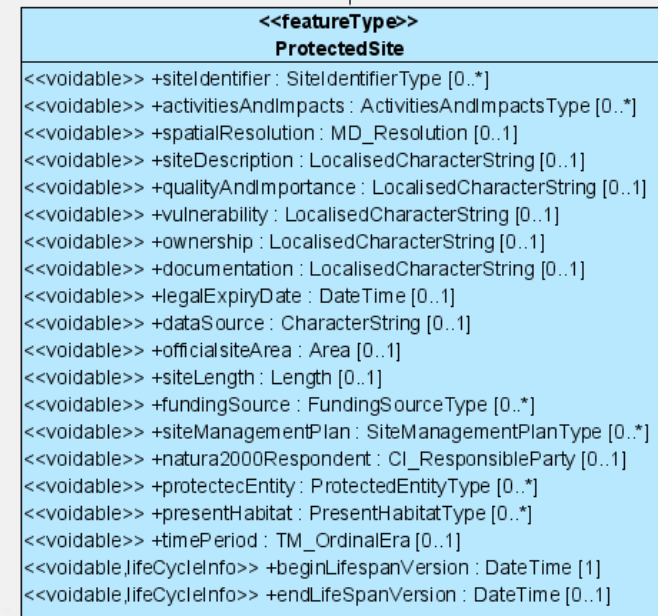 <<featureType>>
ProtectedSite
<<voidable>> +siteIdentifier : SiteIdentifierType [0..*]
<<voidable>> +activitiesAndImpacts : ActivitiesAndImpactsType [0..*]
<<voidable>> +spatialResolution : MD_Resolution [0..1]
<<voidable>> +siteDescription : LocalisedCharacterString [0..1]
<<voidable>> +qualityAndImportance : LocalisedCharacterString [0..1]
<<voidable>> +vulnerability : LocalisedCharacterString [0..1]
<<voidable>> +ownership : LocalisedCharacterString [0..1]
<<voidable>> +documentation : LocalisedCharacterString [0..1]
<<voidable>> +legalExpiryDate : DateTime [0..1]
<<voidable>> +dataSource : CharacterString [0..1]
<<voidable>> +officialsiteArea : Area [0..1]
<<voidable>> +siteLength : Length [0..1]
<<voidable>> +fundingSource : FundingSourceType [0..*]
<<voidable>> +siteManagementPlan : SiteManagementPlanType [0..*]
<<voidable>> +natura2000Respondent : CI_ResponsibleParty [0..1]
<<voidable>> +protectecEntity : ProtectedEntityType [0..*]
<<voidable>> +presentHabitat : PresentHabitatType [0..*]
<<voidable>> +timePeriod : TM_OrdinalEra [0..1]
<<voidable,lifeCycleInfo>> +beginLifespanVersion : DateTime [1]
<<voidable,lifeCycleInfo>> +endLifeSpanVersion : DateTime [0..1]